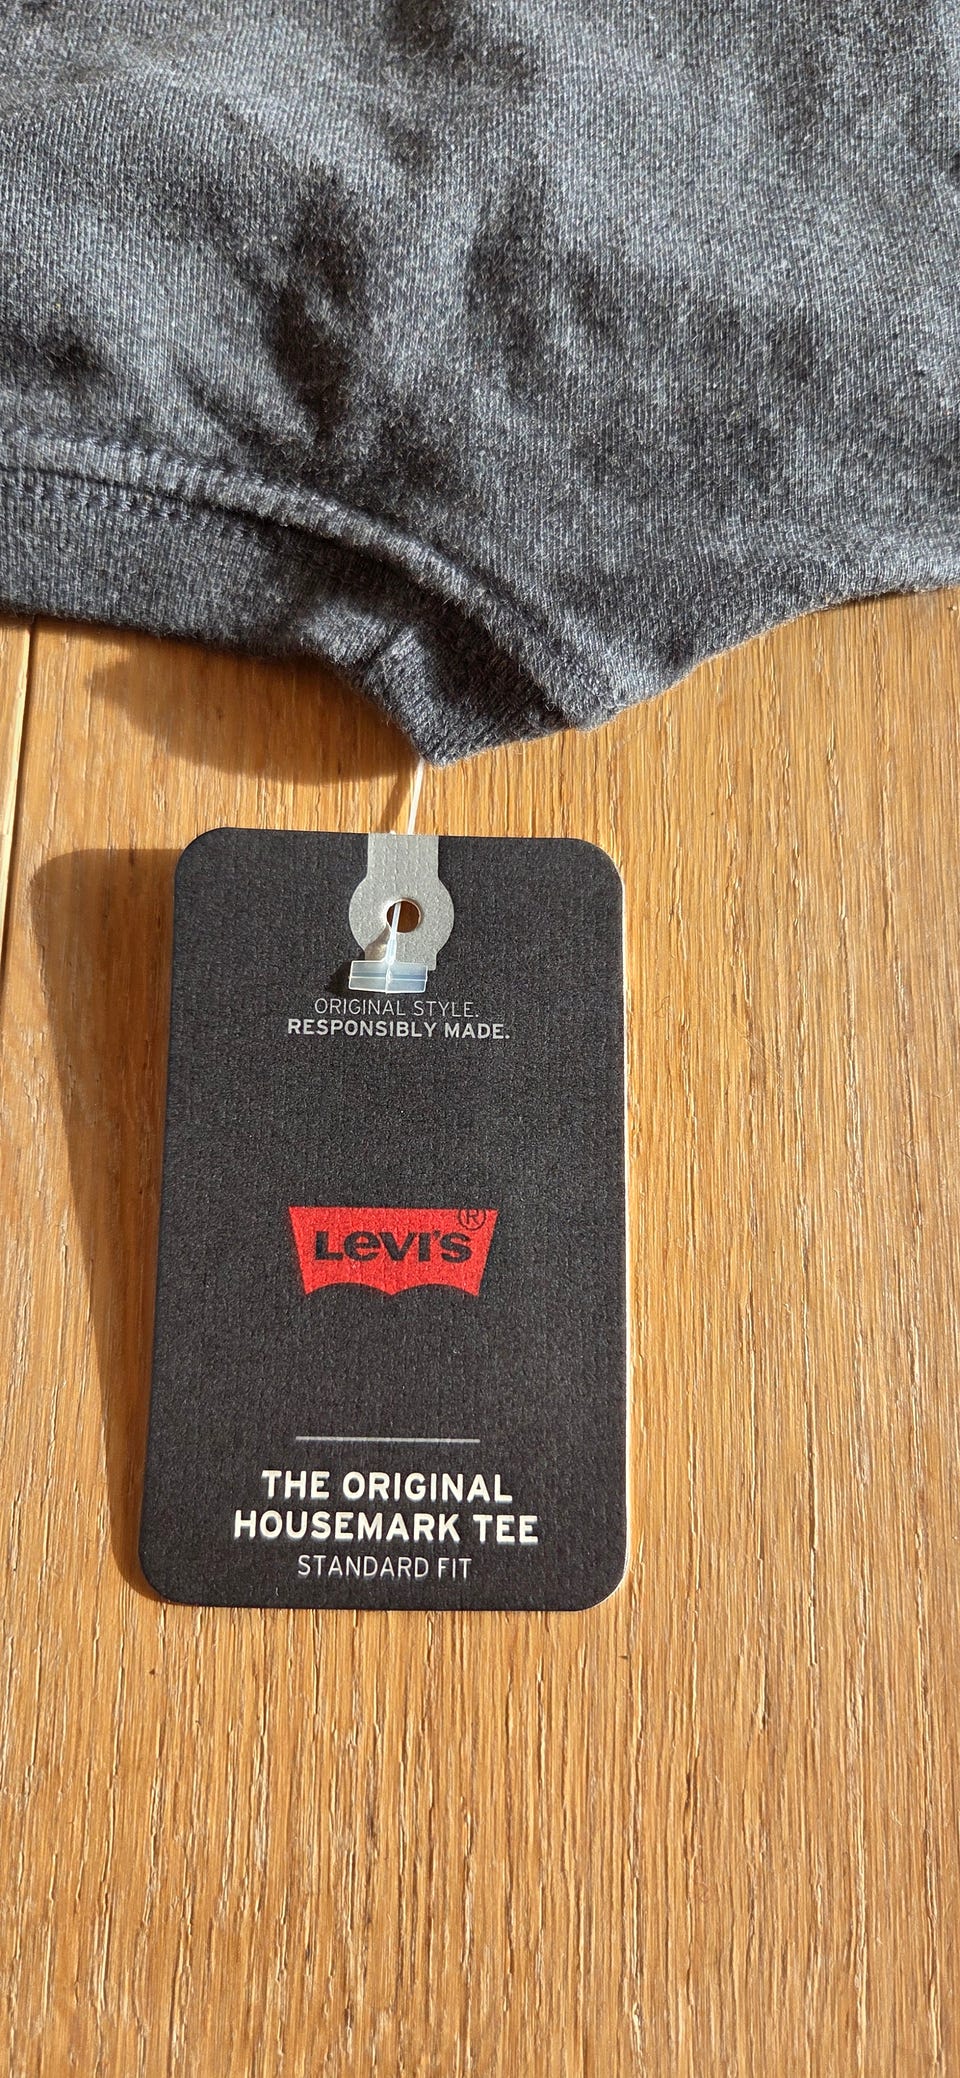 ORIGINAL STYLE.
RESPONSIBLY MADE.
LEVI'S ®
THE ORIGINAL
HOUSEMARK TEE
STANDARD FIT